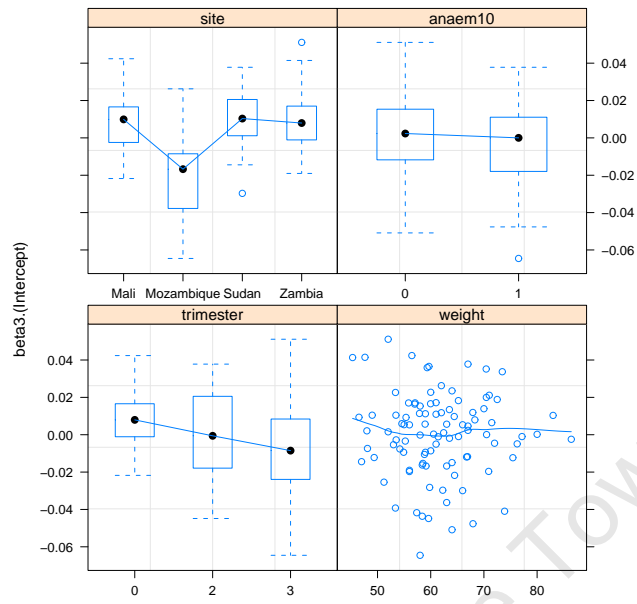 site
anaem10
0.04
0.02
0.00
−0.02
−0.04
−0.06
Mali Mozambique Sudan Zambia
0 1
beta3.(Intercept)
trimester
weight
0.04
0.02
0.00
−0.02
−0.04
−0.06
0 2 3
50 60 70 80
Tow